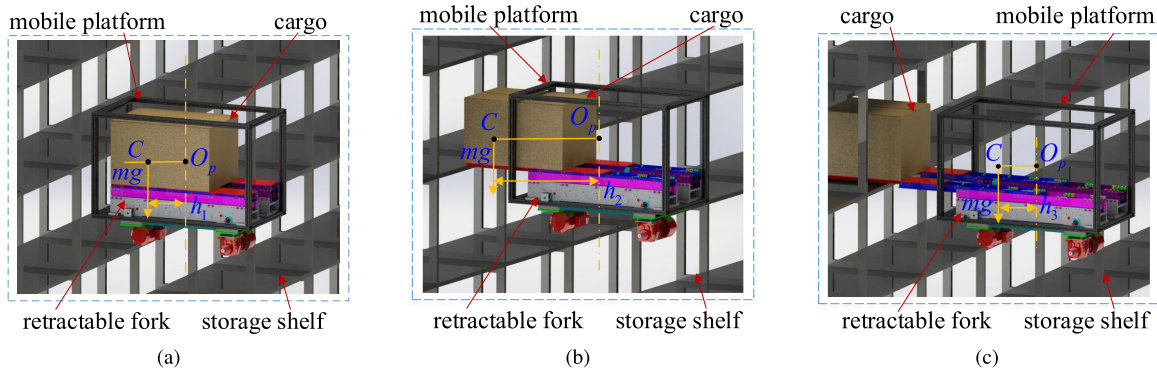 mobile platform
cargo
C
O_p
mg
h_1
retractable fork
storage shelf
(a)
mobile platform
cargo
C
O_p
mg
h_2
retractable fork
storage shelf
(b)
cargo
mobile platform
C
O_p
mg
h_3
retractable fork
storage shelf
(c)